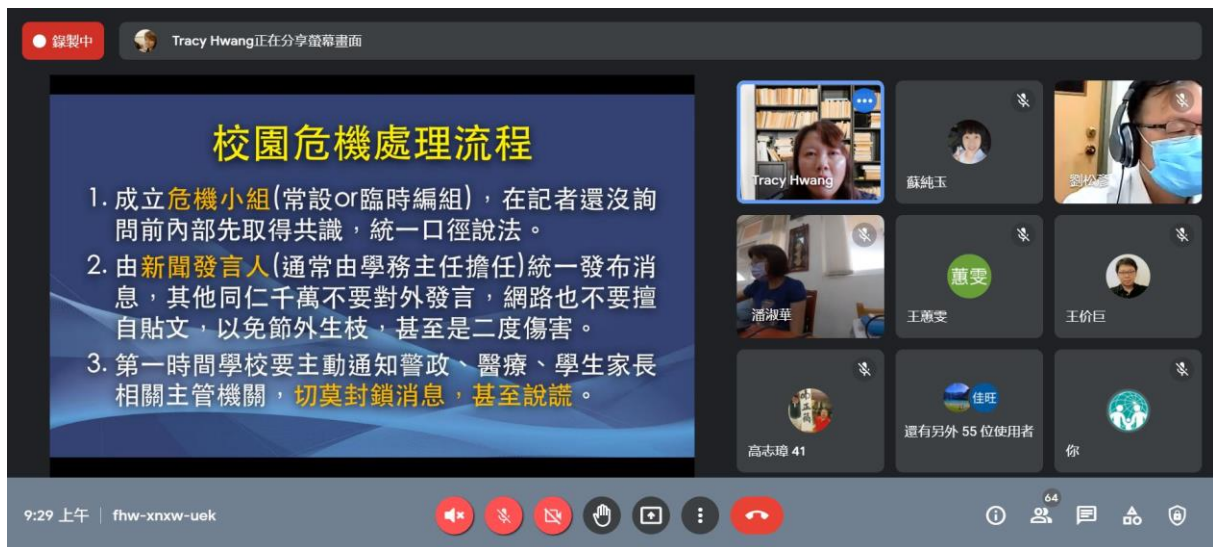 錄製中
Tracy Hwang正在分享螢幕畫面
校園危機處理流程
1. 成立危機小組(常設or臨時編組)，在記者還沒詢
問前內部先取得共識，統一口徑說法。
2. 由新聞發言人(通常由學務主任擔任)統一發布消
息，其他同仁千萬不要對外發言，網路也不要擅
自貼文，以免節外生枝，甚至是二度傷害。
3. 第一時間學校要主動通知警政、醫療、學生家長
相關主管機關，切莫封鎖消息，甚至說謊。
Tracy Hwang
蘇純玉
潘淑華
蕙雯
王蕙雯
王价巨
高志璋 41
佳旺
還有另外 55 位使用者
你
9:29 上午 | fhw-xnxw-uek
64